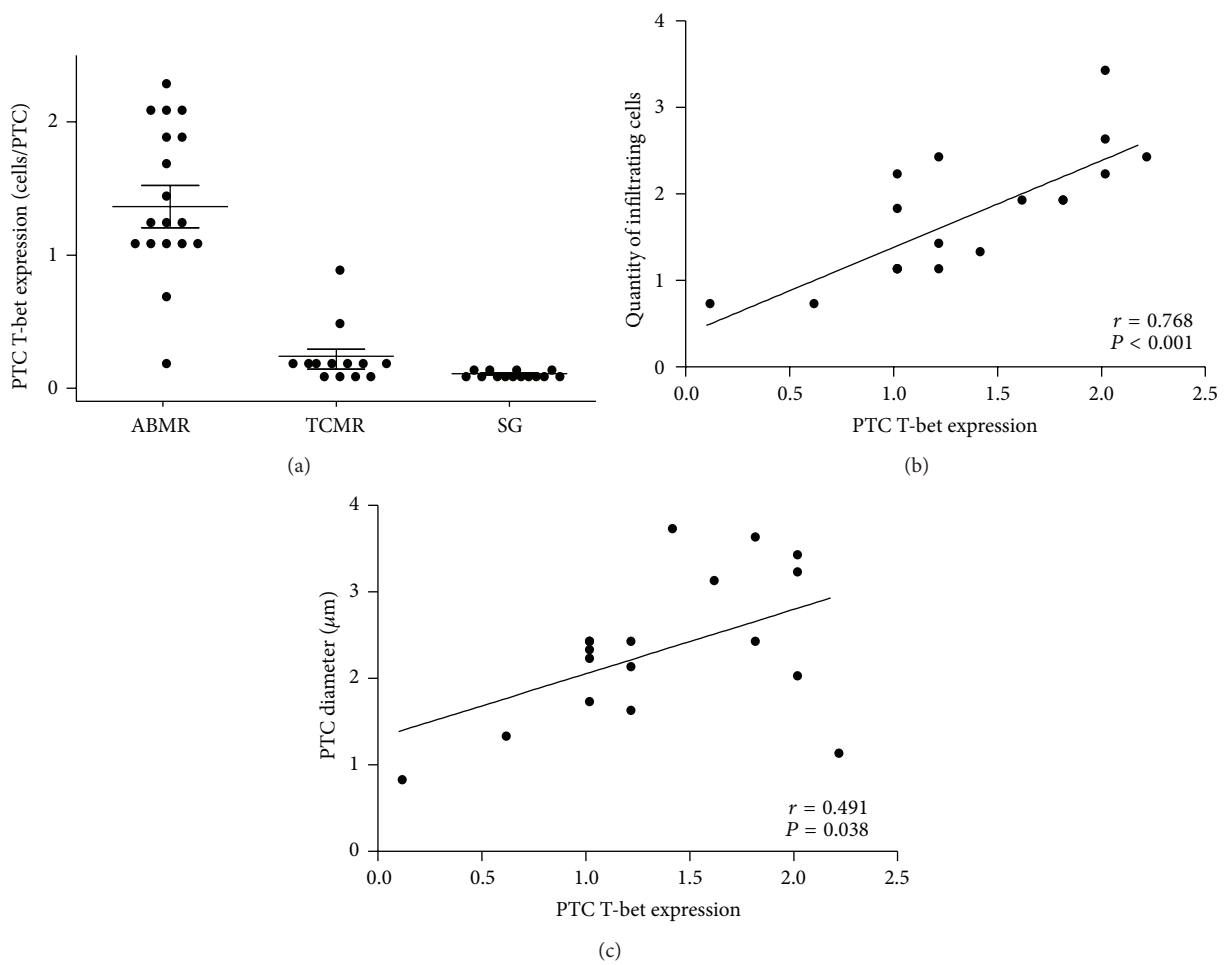 PTC T-bet expression (cells/PTC)
2
1
0
ABMR
TCMR
SG
(a)
Quantity of infiltrating cells
4
3
2
1
0
0.0
0.5
1.0
1.5
2.0
2.5
r = 0.768
P < 0.001
PTC T-bet expression
(b)
PTC diameter (μm)
4
3
2
1
0
0.0
0.5
1.0
1.5
2.0
2.5
r = 0.491
P = 0.038
PTC T-bet expression
(c)